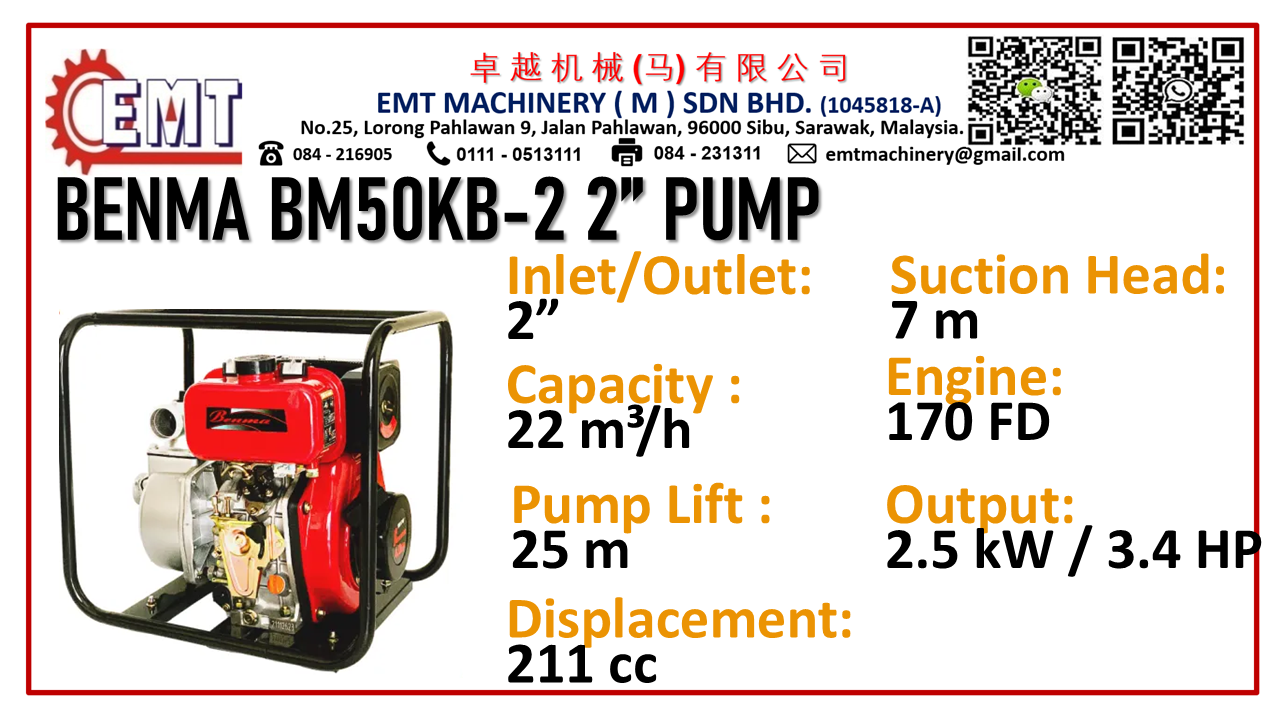 EMT
卓越机械(马)有限公司
EMT MACHINERY ( M ) SDN BHD. (1045818-A)
No.25, Lorong Pahlawan 9, Jalan Pahlawan, 96000 Sibu, Sarawak, Malaysia.
084 - 216905 0111 - 0513111 084 - 231311 emtmachinery@gmail.com
BENMA BM50KB-2 2” PUMP
Inlet/Outlet:
2”
Suction Head:
7 m
Capacity :
22 m³/h
Engine:
170 FD
Pump Lift :
25 m
Output:
2.5 kW / 3.4 HP
Displacement:
211 cc
Benma